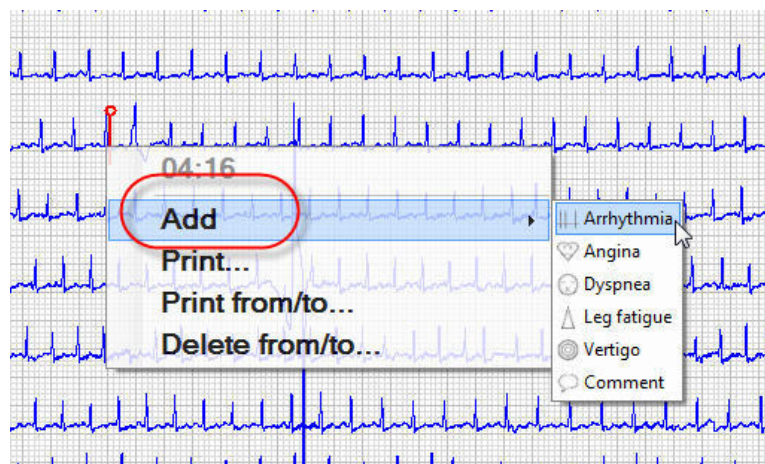 04:16
Add
Print...
Print from/to...
Delete from/to...
Arrhythmia
Angina
Dyspnea
Leg fatigue
Vertigo
Comment